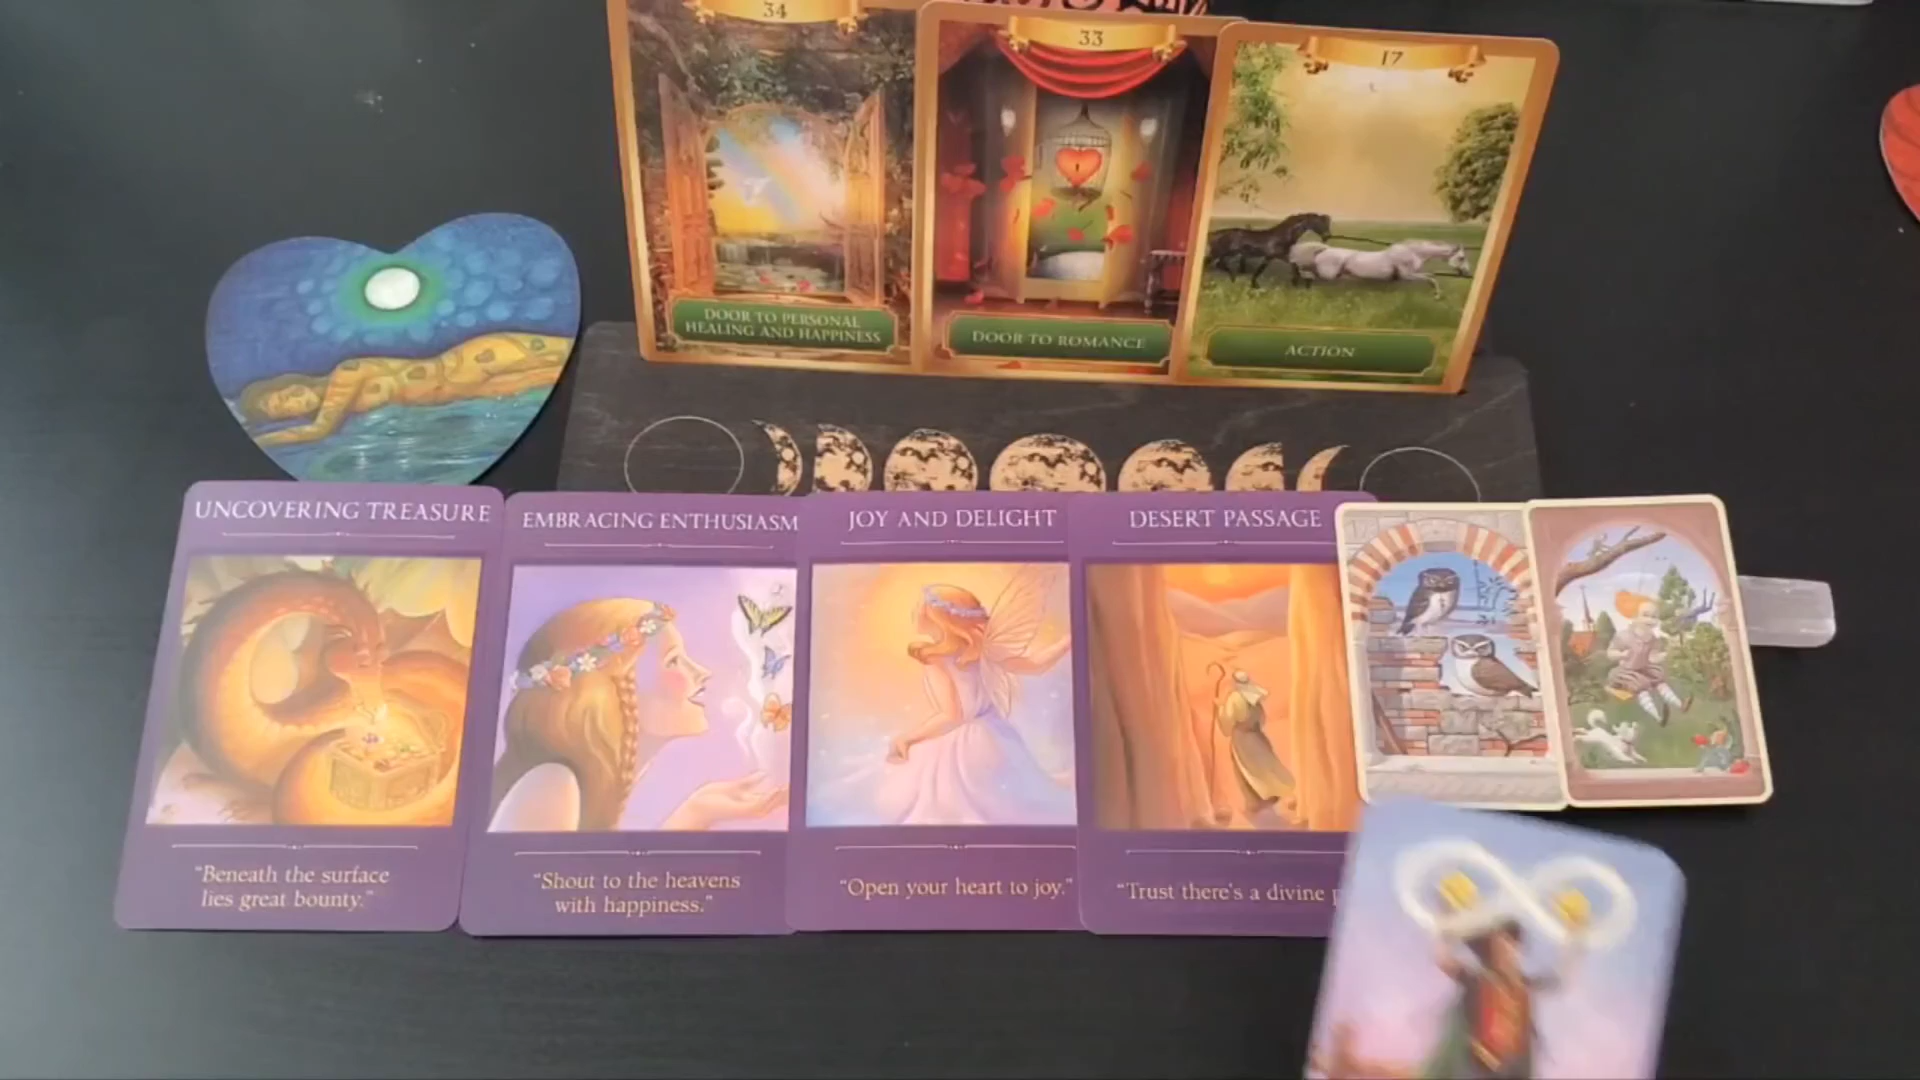 34
33
17
DOOR TO PERSONAL
HEALING AND HAPPINESS
DOOR TO ROMANCE
ACTION
UNCOVERING TREASURE
EMBRACING ENTHUSIASM
JOY AND DELIGHT
DESERT PASSAGE
"Beneath the surface
lies great bounty."
"Shout to the heavens
with happiness."
"Open your heart to joy."
"Trust there's a divine